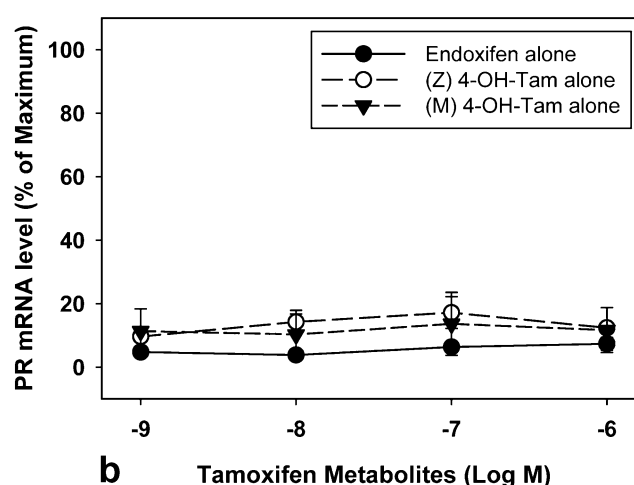 PR mRNA level (% of Maximum)
100
80
60
40
20
0
Endoxifen alone
(Z) 4-OH-Tam alone
(M) 4-OH-Tam alone
-9 -8 -7 -6
b Tamoxifen Metabolites (Log M)